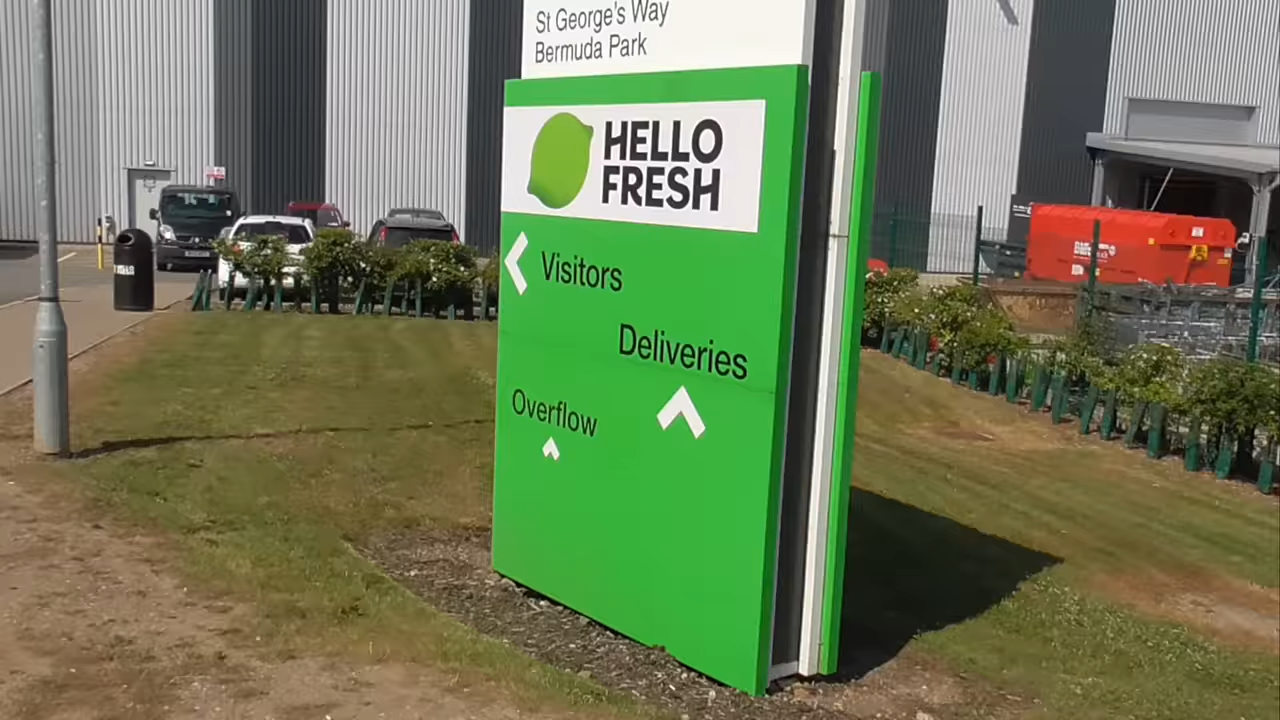 St George's Way
Bermuda Park
HELLO
FRESH
Visitors
Deliveries
Overflow